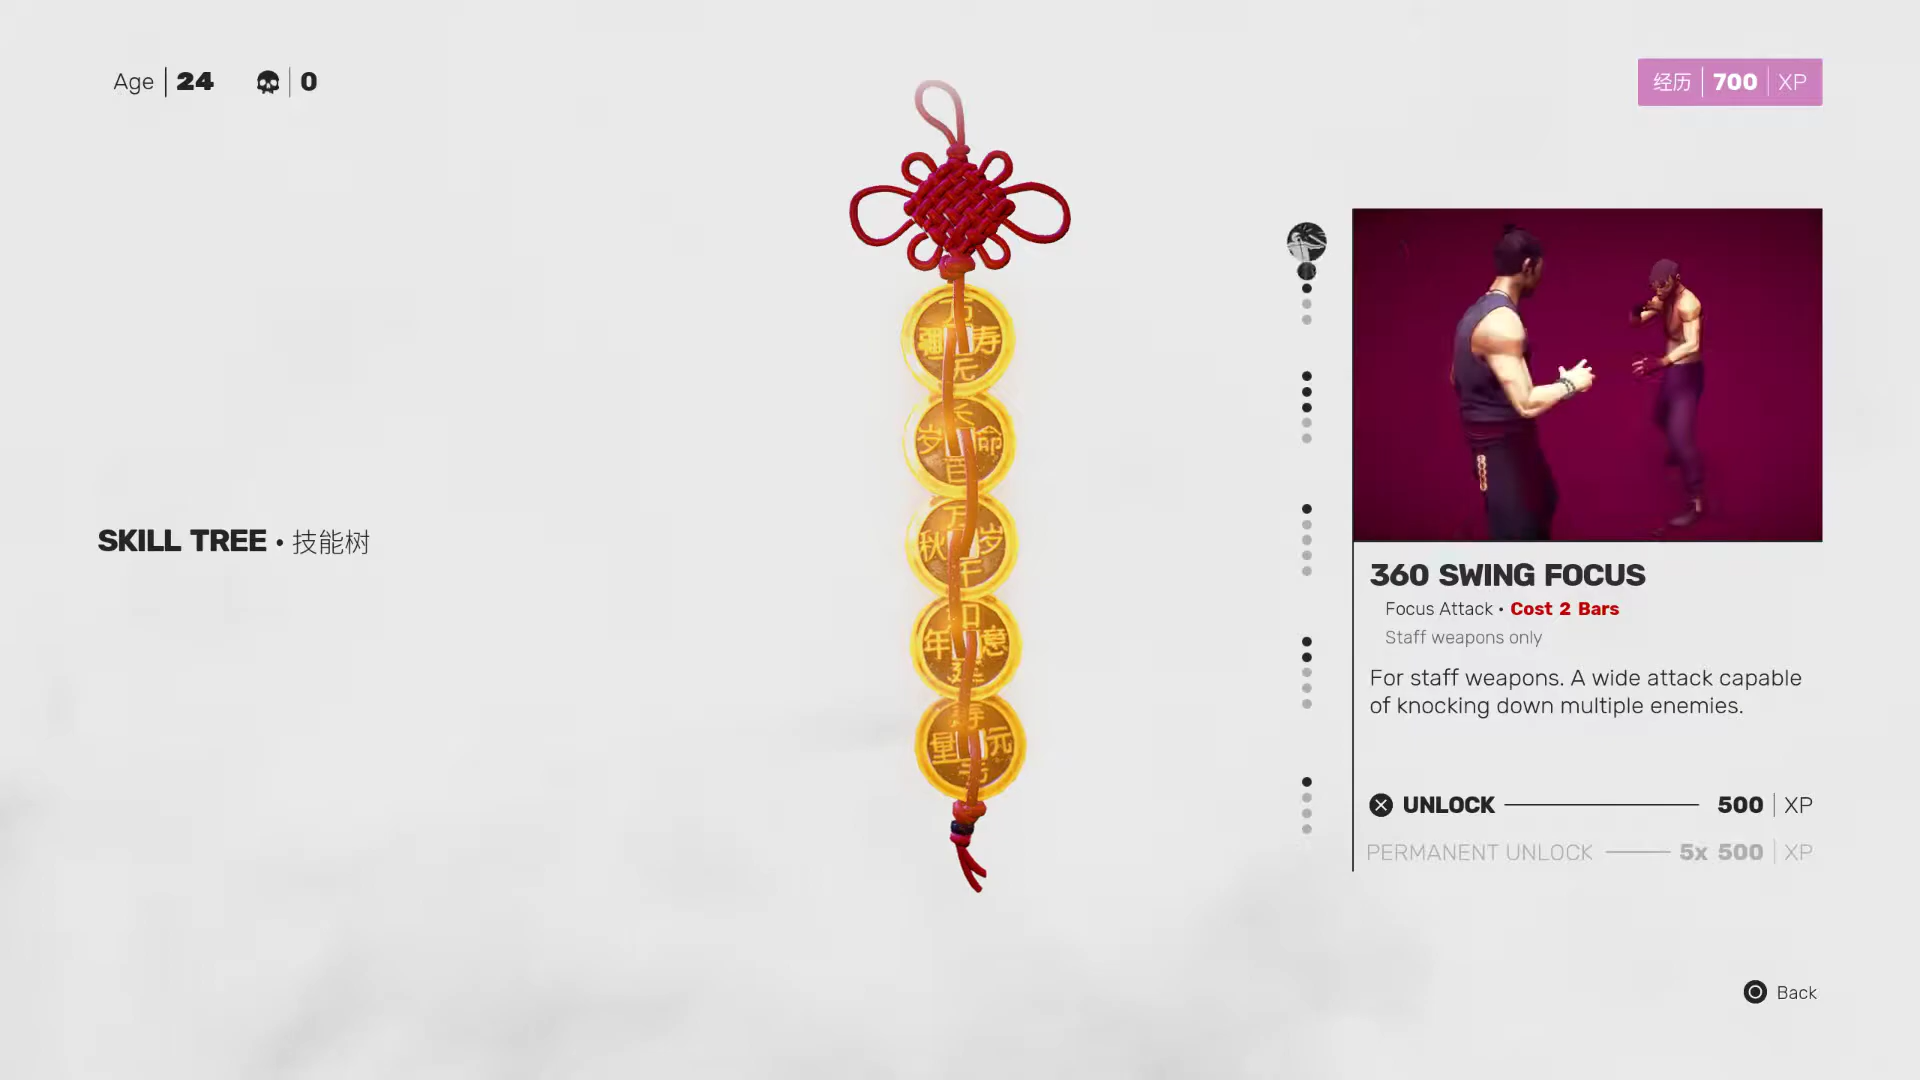 Age 24 0
经历 700 XP
SKILL TREE • 技能树
360 SWING FOCUS
Focus Attack • Cost 2 Bars
Staff weapons only
For staff weapons. A wide attack capable
of knocking down multiple enemies.
UNLOCK 500 XP
PERMANENT UNLOCK 5x 500 XP
Back